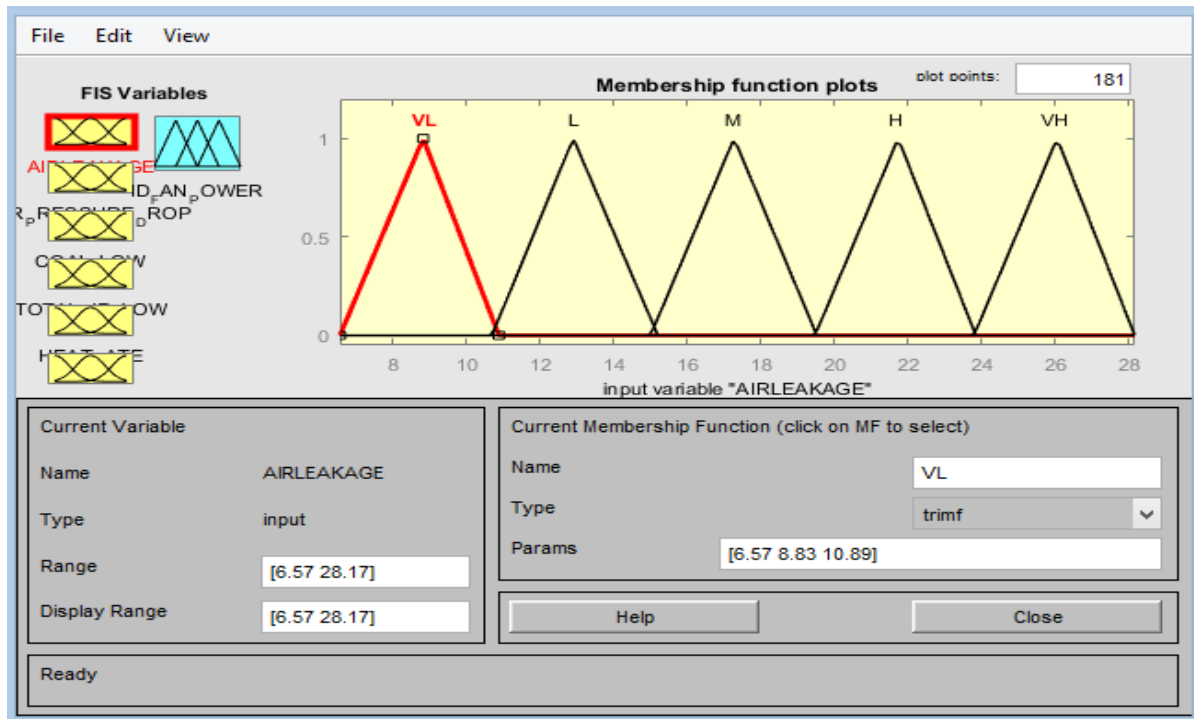 File Edit View
FIS Variables
Membership function plots
plot points: 181
VL L M H VH
1
0.5
0
8 10 12 14 16 18 20 22 24 26 28
input variable "AIRLEAKAGE"
ID_FAN_POWER
DROP
Current Variable
Name AIRLEAKAGE
Type input
Range [6.57 28.17]
Display Range [6.57 28.17]
Current Membership Function (click on MF to select)
Name VL
Type trimf
Params [6.57 8.83 10.89]
Help Close
Ready